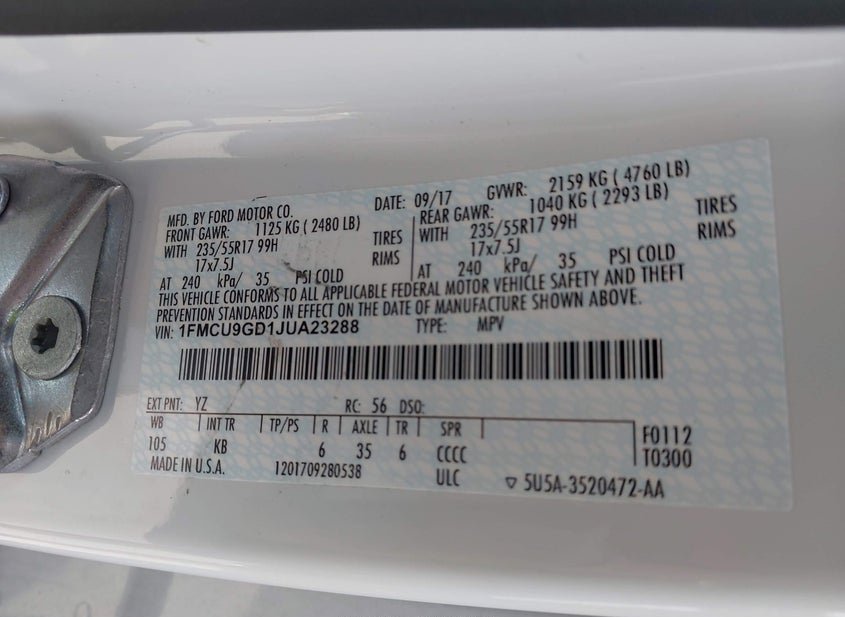 MFD. BY FORD MOTOR CO. DATE: 09/17 GVWR: 2159 KG ( 4760 LB)
FRONT GAWR: 1125 KG ( 2480 LB) REAR GAWR: 1040 KG ( 2293 LB)
WITH 235/55R17 99H TIRES WITH 235/55R17 99H TIRES
17x7.5J RIMS 17x7.5J RIMS
AT 240 kPa/ 35 PSI COLD AT 240 kPa/ 35 PSI COLD
THIS VEHICLE CONFORMS TO ALL APPLICABLE FEDERAL MOTOR VEHICLE SAFETY AND THEFT
PREVENTION STANDARDS IN EFFECT ON THE DATE OF MANUFACTURE SHOWN ABOVE.
VIN: 1FMCU9GD1JUA23288 TYPE: MPV
EXT PNT: YZ RC: 56 DSO:
WB INT TR TP/PS R AXLE TR SPR F0112
105 KB 6 35 6 CCCC T0300
MADE IN U.S.A. 1201709280538 ULC ▽ 5U5A-3520472-AA